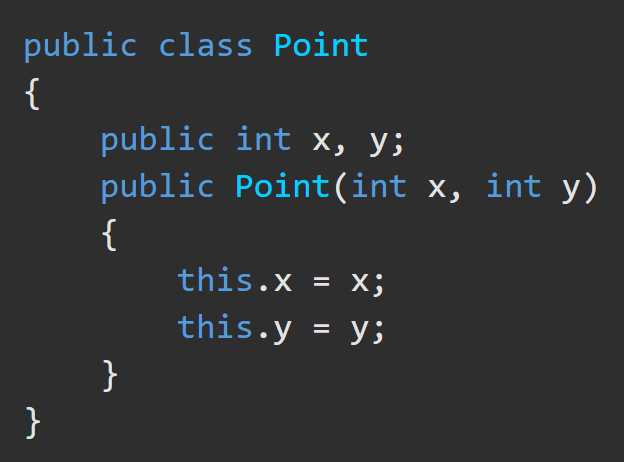 public class Point
{
    public int x, y;
    public Point(int x, int y)
    {
        this.x = x;
        this.y = y;
    }
}